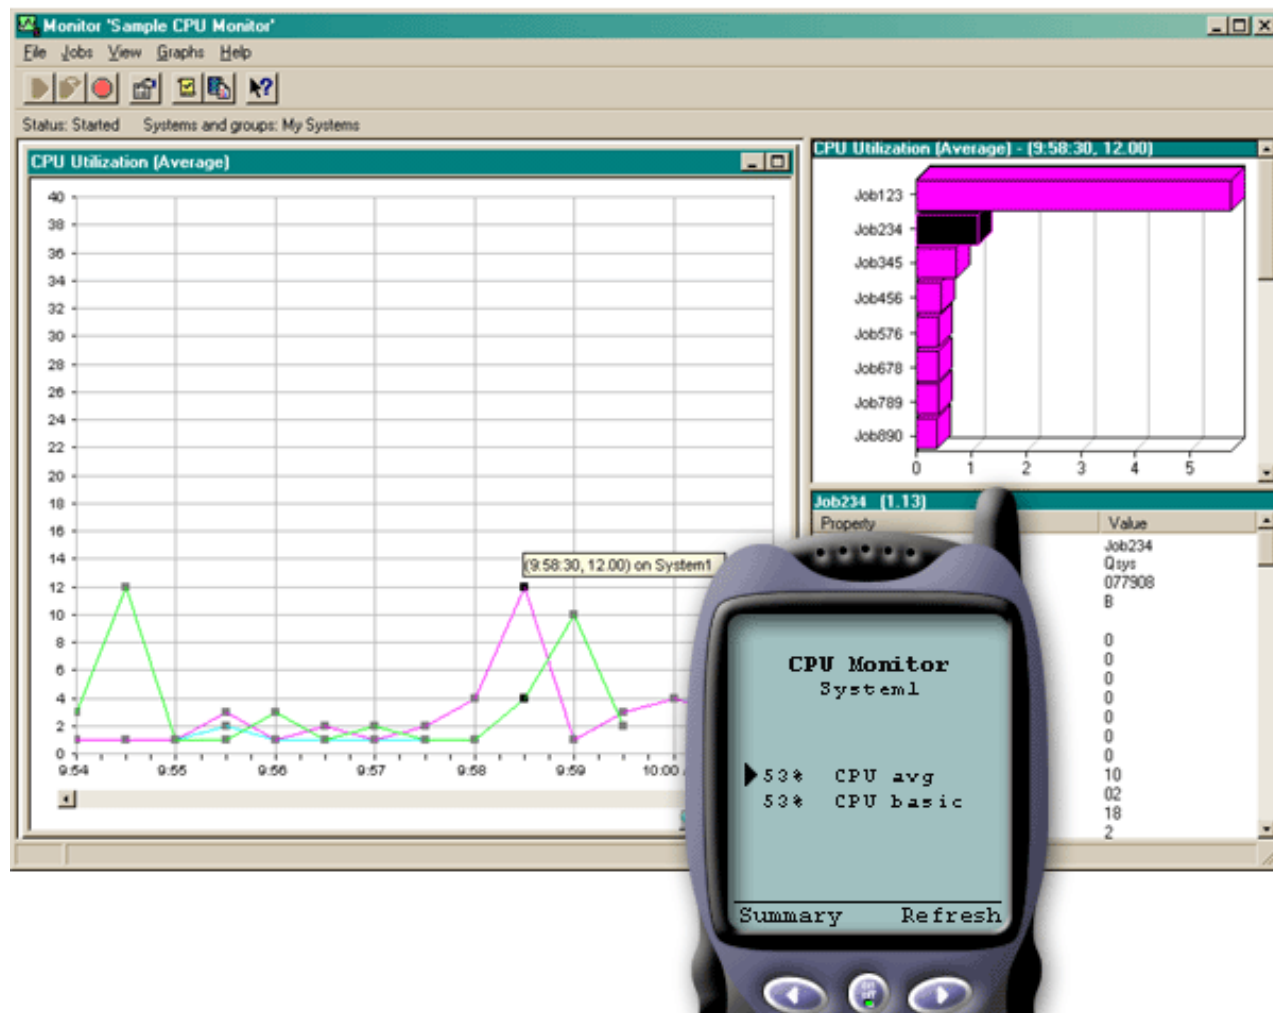 Monitor 'Sample CPU Monitor'
File Jobs View Graphs Help
Status: Started Systems and groups: My Systems
CPU Utilization (Average)
40
38
36
34
32
30
28
26
24
22
20
18
16
14
12
10
8
6
4
2
0
9:54 9:55 9:56 9:57 9:58 9:59 10:00
(9:58:30, 12.00) on System1
CPU Utilization (Average) - (9:58:30, 12.00)
Job123
Job234
Job345
Job456
Job576
Job678
Job789
Job890
0 1 2 3 4 5
Job234 (1.13)
Property Value
Job234
Qsys
077908
B
0
0
0
0
0
0
0
10
02
18
2
CPU Monitor
System1
53% CPU avg
53% CPU basic
Summary Refresh